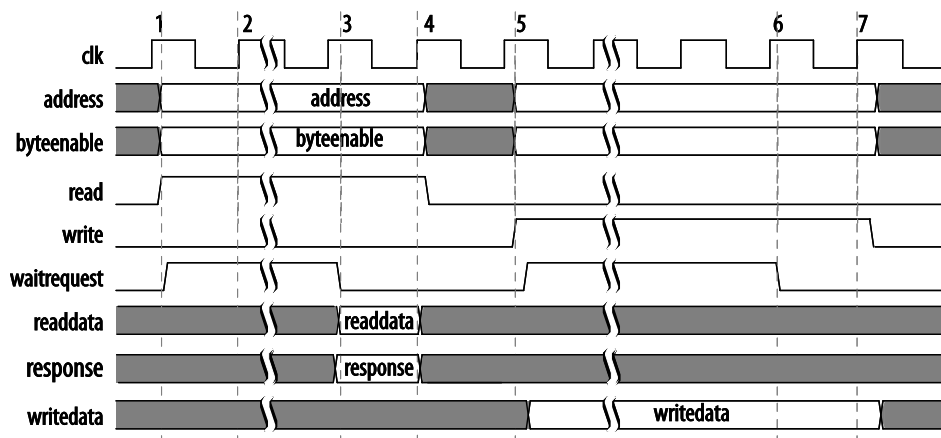 1 2 3 4 5 6 7
clk
address address
byteenable byteenable
read
write
waitrequest
readdata readdata
response response
writedata writedata